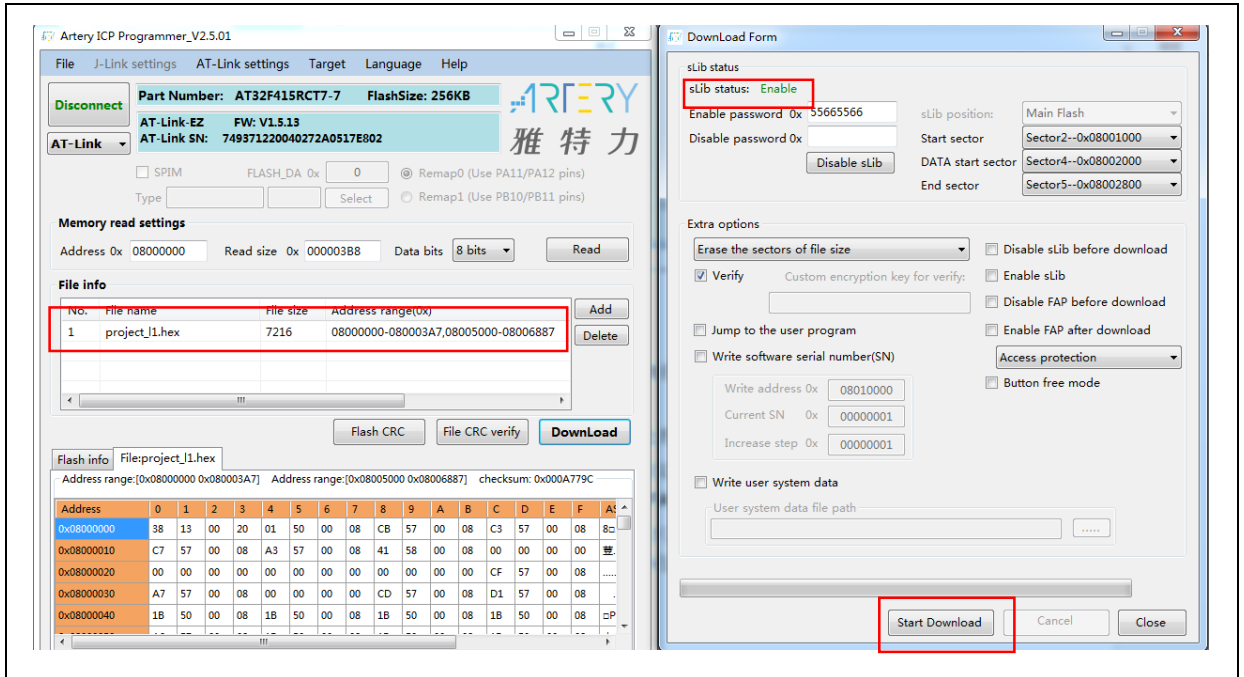 Artery ICP Programmer_V2.5.01
File J-Link settings AT-Link settings Target Language Help
Disconnect
Part Number: AT32F415RCT7-7 FlashSize: 256KB
AT-Link-EZ FW: V1.5.13
AT-Link SN: 749371220040272A0517E802
AT-Link
ARTERY
雅特力
SPIM FLASH_DA 0x 0 Remap0 (Use PA11/PA12 pins)
Type Select Remap1 (Use PB10/PB11 pins)
Memory read settings
Address 0x 08000000 Read size 0x 000003B8 Data bits 8 bits Read
File info
No. File name File size Address range(0x) Add
1 project_l1.hex 7216 08000000-080003A7,08005000-08006887 Delete
Flash CRC File CRC verify DownLoad
Flash info File:project_l1.hex
Address range:[0x08000000 0x080003A7] Address range:[0x08005000 0x08006887] checksum: 0x000A779C
Address 0 1 2 3 4 5 6 7 8 9 A B C D E F
0x08000000 38 13 00 20 01 50 00 08 CB 57 00 08 C3 57 00 08
0x08000010 C7 57 00 08 A3 57 00 08 41 58 00 08 00 00 00 00
0x08000020 00 00 00 00 00 00 00 00 00 00 00 00 CF 57 00 08 .....
0x08000030 A7 57 00 08 00 00 00 00 CD 57 00 08 D1 57 00 08
0x08000040 1B 50 00 08 1B 50 00 08 1B 50 00 08 1B 50 00 08
DownLoad Form
sLib status
sLib status: Enable
Enable password 0x 55665566 sLib position: Main Flash
Disable password 0x Start sector Sector2--0x08001000
Disable sLib DATA start sector Sector4--0x08002000
End sector Sector5--0x08002800
Extra options
Erase the sectors of file size Disable sLib before download
Verify Custom encryption key for verify: Enable sLib
Disable FAP before download
Jump to the user program Enable FAP after download
Write software serial number(SN) Access protection
Write address 0x 08010000 Button free mode
Current SN 0x 00000001
Increase step 0x 00000001
Write user system data
User system data file path
.....
Start Download Cancel Close